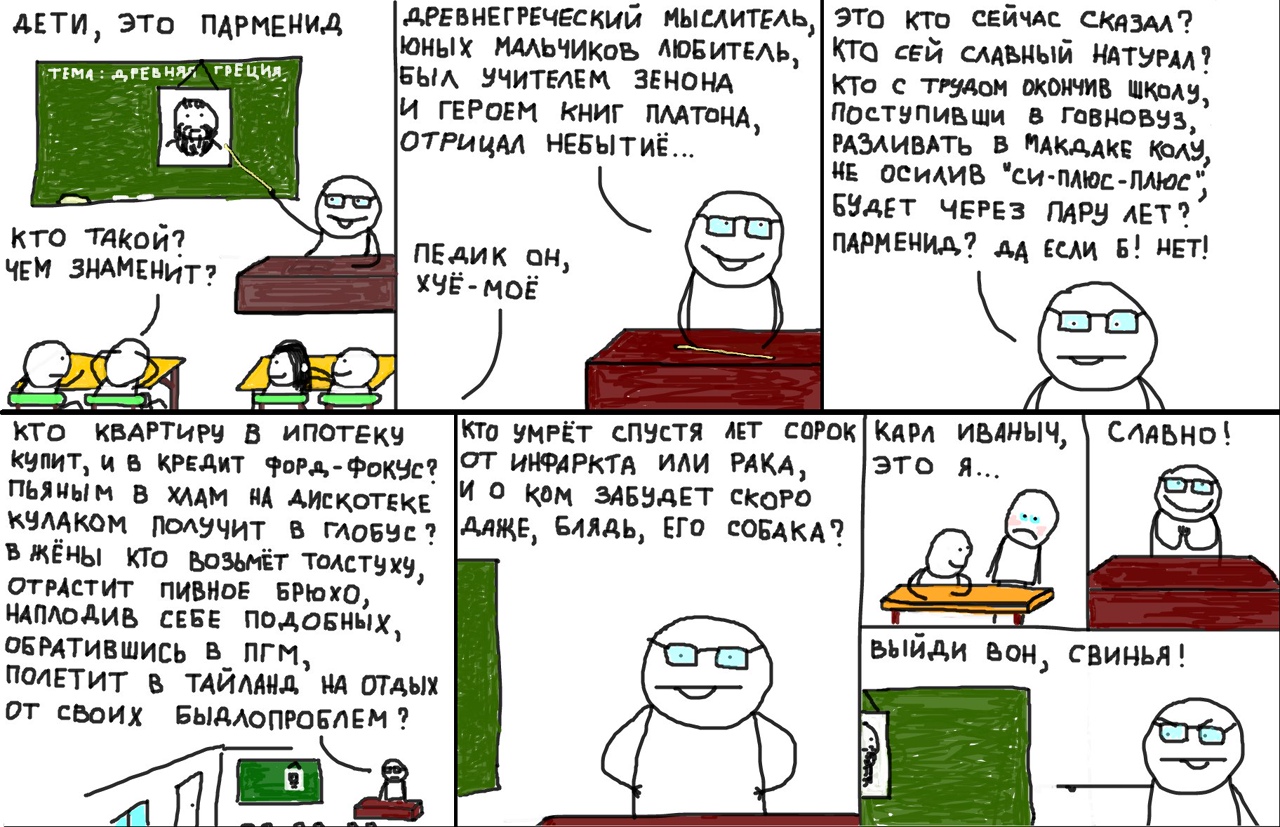 ДЕТИ, ЭТО ПАРМЕНИД
ТЕМА: ДРЕВНЯЯ ГРЕЦИЯ
КТО ТАКОЙ?
ЧЕМ ЗНАМЕНИТ?
ДРЕВНЕГРЕЧЕСКИЙ МЫСЛИТЕЛЬ,
ЮНЫХ МАЛЬЧИКОВ ЛЮБИТЕЛЬ,
БЫЛ УЧИТЕЛЕМ ЗЕНОНА
И ГЕРОЕМ КНИГ ПЛАТОНА,
ОТРИЦАЛ НЕБЫТИЁ...
ПЕДИК ОН,
ХУЁ-МОЁ
ЭТО КТО СЕЙЧАС СКАЗАЛ?
КТО СЕЙ СЛАВНЫЙ НАТУРАЛ?
КТО С ТРУДОМ ОКОНЧИВ ШКОЛУ,
ПОСТУПИВШИ В ГОВНОВУЗ,
РАЗЛИВАТЬ В МАКДАКЕ КОЛУ,
НЕ ОСИЛИВ "СИ-ПЛЮС-ПЛЮС",
БУДЕТ ЧЕРЕЗ ПАРУ ЛЕТ?
ПАРМЕНИД? ДА ЕСЛИ Б! НЕТ!
КТО КВАРТИРУ В ИПОТЕКУ
КУПИТ, И В КРЕДИТ ФОРД-ФОКУС?
ПЬЯНЫМ В ХЛАМ НА ДИСКОТЕКЕ
КУЛАКОМ ПОЛУЧИТ В ГЛОБУС?
В ЖЁНЫ КТО ВОЗЬМЁТ ТОЛСТУХУ,
ОТРАСТИТ ПИВНОЕ БРЮХО,
НАПЛОДИВ СЕБЕ ПОДОБНЫХ,
ОБРАТИВШИСЬ В ПГМ,
ПОЛЕТИТ В ТАЙЛАНД НА ОТДЫХ
ОТ СВОИХ БЫДЛОПРОБЛЕМ?
КТО УМРЁТ СПУСТЯ ЛЕТ СОРОК
ОТ ИНФАРКТА ИЛИ РАКА,
И О КОМ ЗАБУДЕТ СКОРО
ДАЖЕ, БЛЯДЬ, ЕГО СОБАКА?
КАРЛ ИВАНЫЧ,
ЭТО Я...
СЛАВНО!
ВЫЙДИ ВОН, СВИНЬЯ!